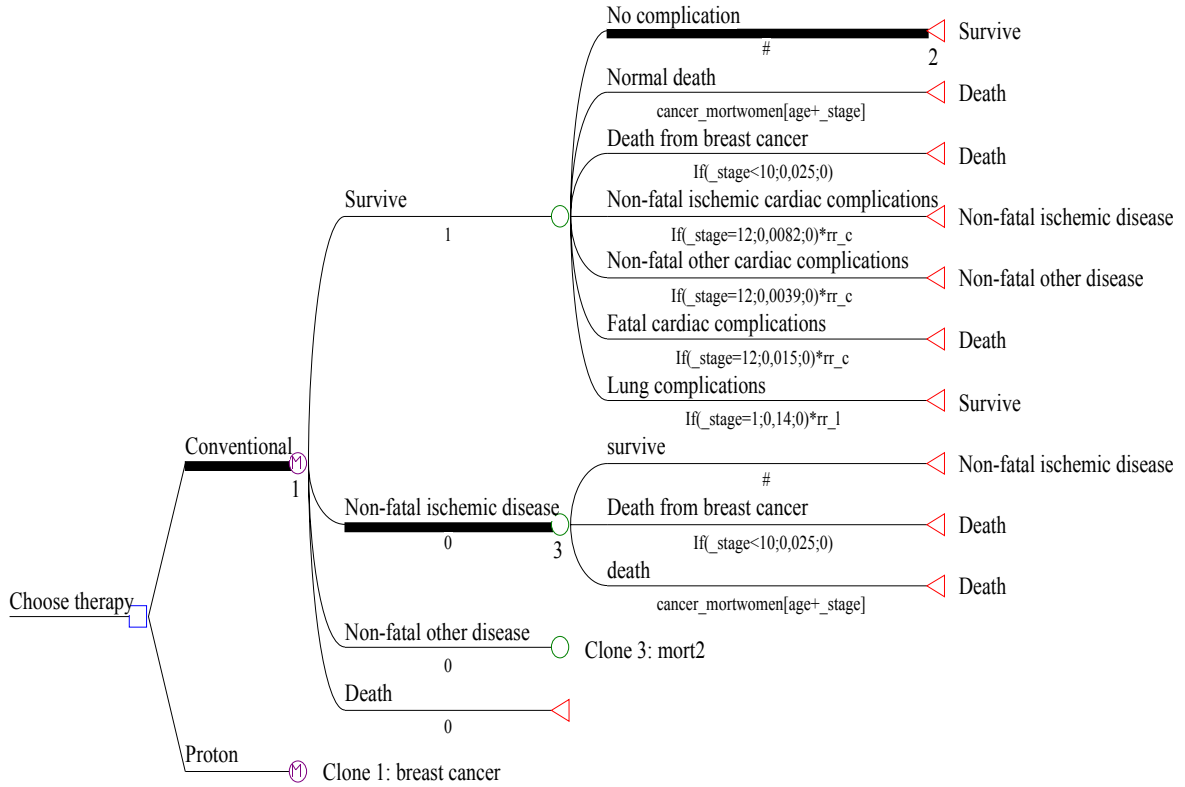 No complication
#
Survive
2
Normal death
cancer_mortwomen[age+_stage]
Death
Death from breast cancer
If(_stage<10;0,025;0)
Death
Survive
1
Non-fatal ischemic cardiac complications
If(_stage=12;0,0082;0)*rr_c
Non-fatal ischemic disease
Non-fatal other cardiac complications
If(_stage=12;0,0039;0)*rr_c
Non-fatal other disease
Fatal cardiac complications
If(_stage=12;0,015;0)*rr_c
Death
Lung complications
If(_stage=1;0,14;0)*rr_l
Survive
Conventional
M
1
survive
#
Non-fatal ischemic disease
Non-fatal ischemic disease
0
3
Death from breast cancer
If(_stage<10;0,025;0)
Death
death
cancer_mortwomen[age+_stage]
Death
Choose therapy
Non-fatal other disease
0
Clone 3: mort2
Death
0
Proton
M
Clone 1: breast cancer